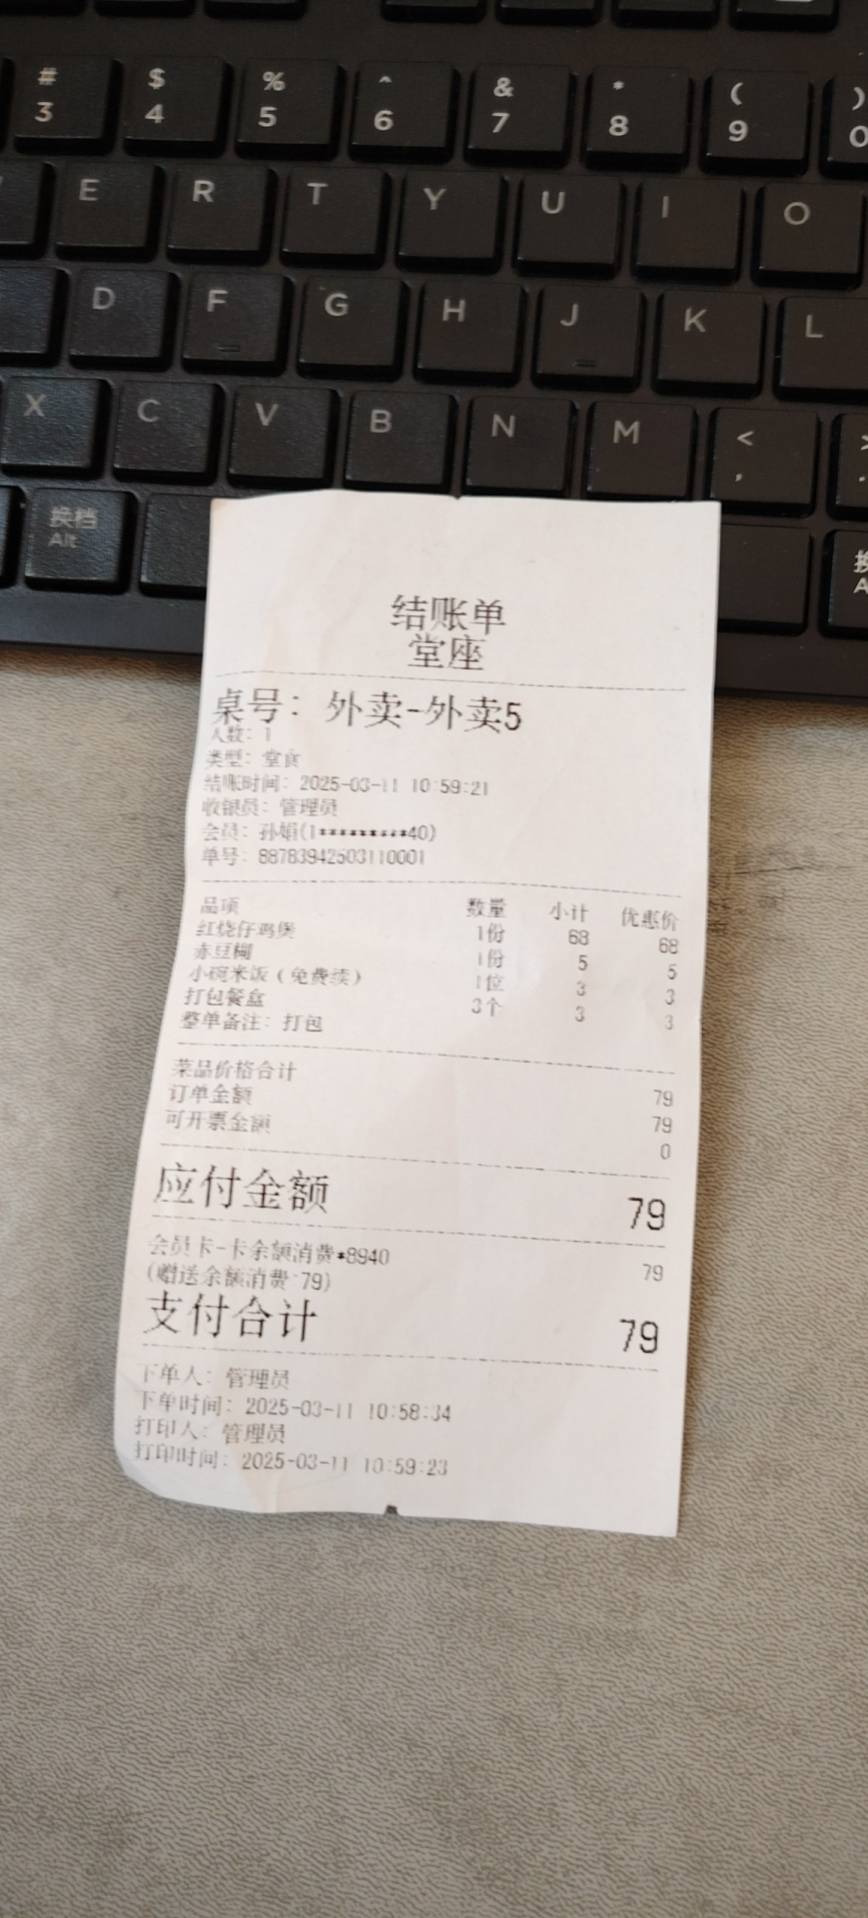 # $ % ^ & * ( )
3 4 5 6 7 8 9 0
E R T Y U I O
D F G H J K L
X C V B N M < >
, .
换档 换
Alt A
结账单
堂座
桌号：外卖-外卖5
人数：1
类型：堂食
结账时间：2025-03-11 10:59:21
收银员：管理员
会员：孙娟(1*********40)
单号：88783942503110001
品项 数量 小计 优惠价
红烧仔鸡煲 1份 68 68
赤豆糊 1份 5 5
小碗米饭（免费续） 1位 3 3
打包餐盒 3个 3 3
整单备注：打包
菜品价格合计 79
订单金额 79
可开票金额 0
应付金额 79
会员卡-卡余额消费*8940 79
(赠送余额消费:79)
支付合计 79
下单人：管理员
下单时间：2025-03-11 10:58:34
打印人：管理员
打印时间：2025-03-11 10:59:23